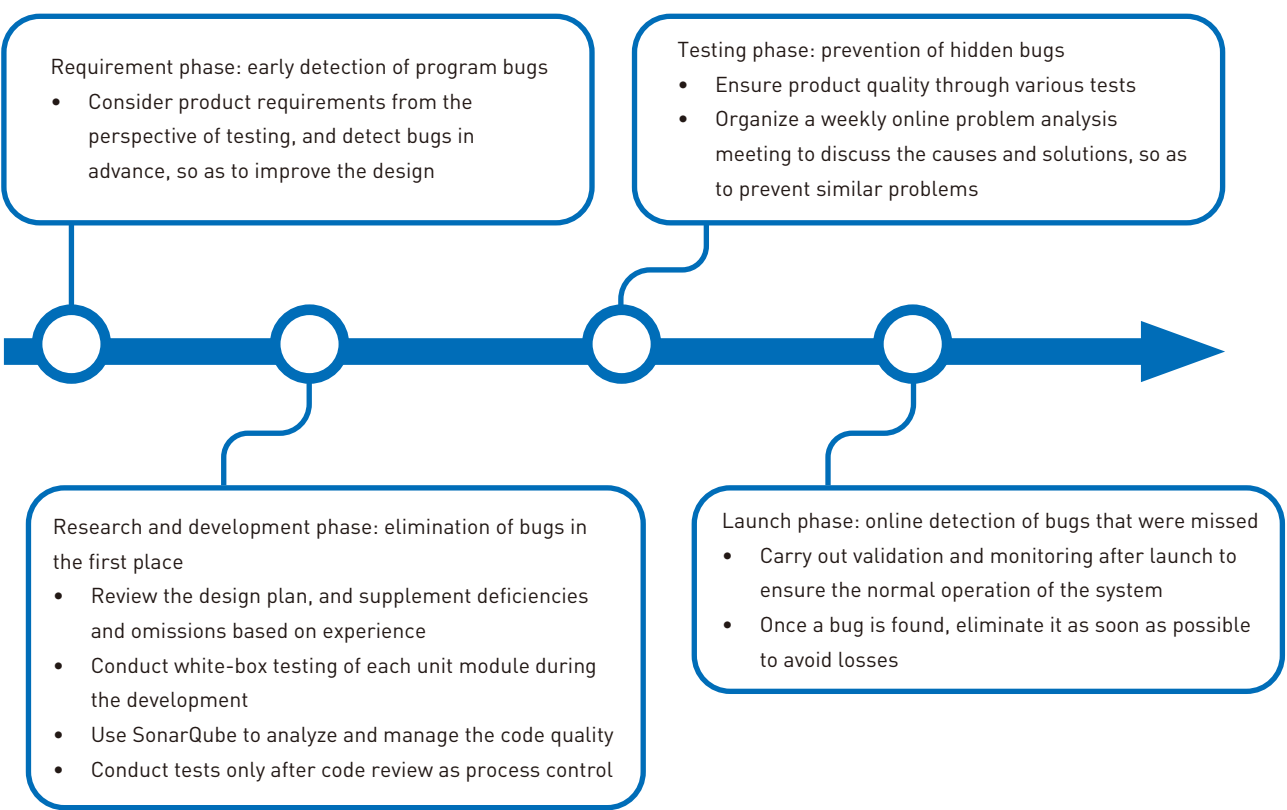 Requirement phase: early detection of program bugs
• Consider product requirements from the
perspective of testing, and detect bugs in
advance, so as to improve the design
Testing phase: prevention of hidden bugs
• Ensure product quality through various tests
• Organize a weekly online problem analysis
meeting to discuss the causes and solutions, so as
to prevent similar problems
Research and development phase: elimination of bugs in
the first place
• Review the design plan, and supplement deficiencies
and omissions based on experience
• Conduct white-box testing of each unit module during
the development
• Use SonarQube to analyze and manage the code quality
• Conduct tests only after code review as process control
Launch phase: online detection of bugs that were missed
• Carry out validation and monitoring after launch to
ensure the normal operation of the system
• Once a bug is found, eliminate it as soon as possible
to avoid losses